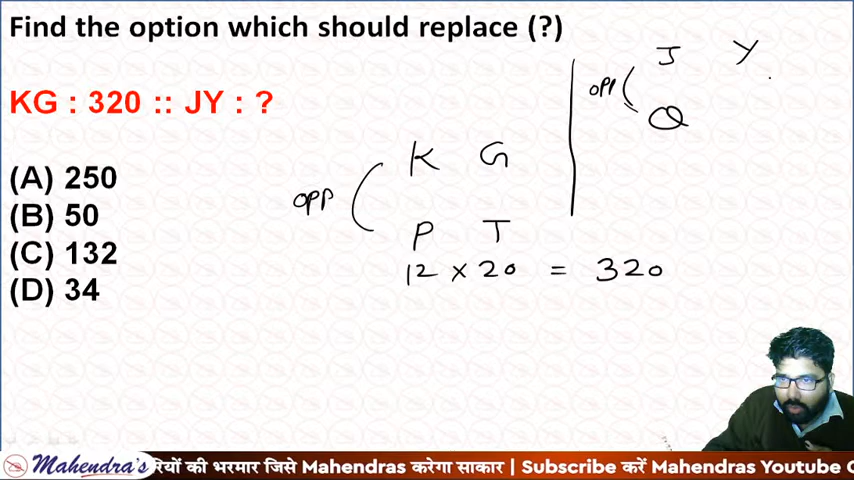 Find the option which should replace (?)
KG : 320 :: JY : ?
(A) 250
(B) 50
(C) 132
(D) 34
OPP
K G
P T
12 × 20 = 320
OPP
J Y
Q
Mahendra's
रियों की भरमार जिसे Mahendras करेगा साकार | Subscribe करें Mahendras Youtube C